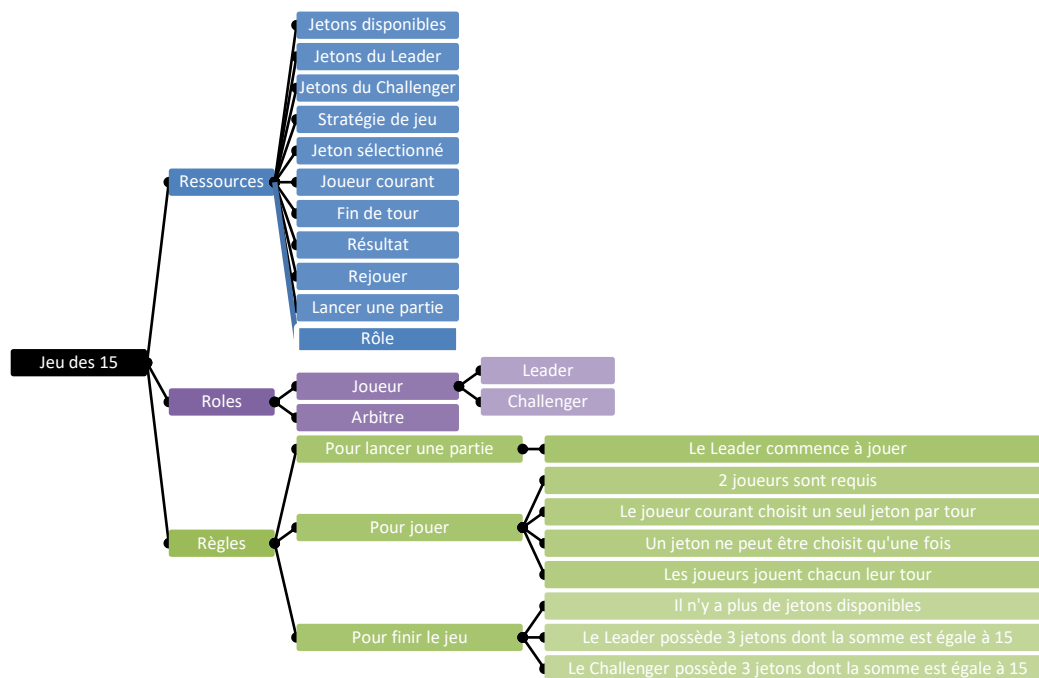 Jetons disponibles
Jetons du Leader
Jetons du Challenger
Stratégie de jeu
Jeton sélectionné
Ressources
Joueur courant
Fin de tour
Résultat
Rejouer
Lancer une partie
Rôle
Jeu des 15
Leader
Joueur
Roles
Challenger
Arbitre
Pour lancer une partie
Le Leader commence à jouer
2 joueurs sont requis
Le joueur courant choisit un seul jeton par tour
Pour jouer
Règles
Un jeton ne peut être choisit qu'une fois
Les joueurs jouent chacun leur tour
Il n'y a plus de jetons disponibles
Pour finir le jeu
Le Leader possède 3 jetons dont la somme est égale à 15
Le Challenger possède 3 jetons dont la somme est égale à 15